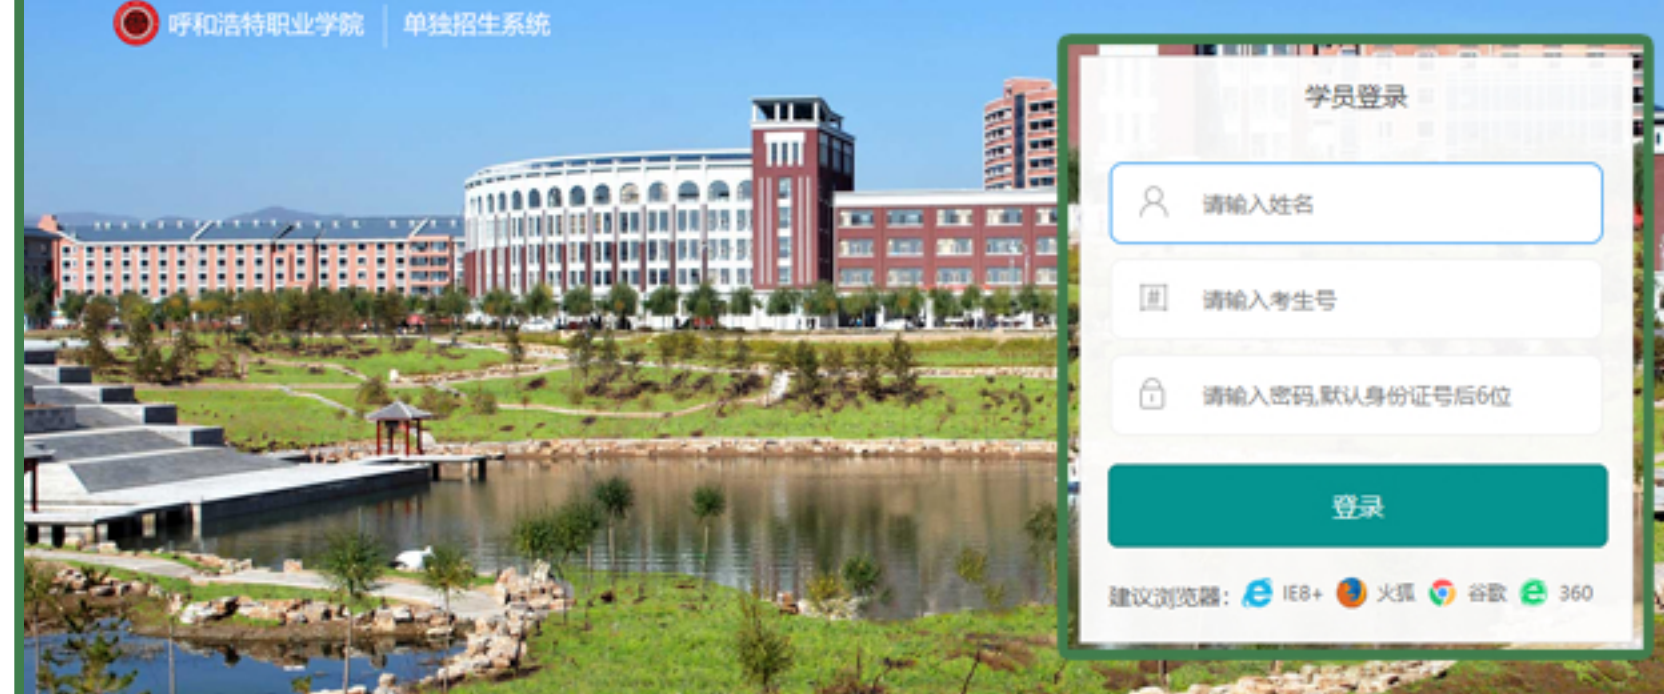 呼和浩特职业学院 单独招生系统
学员登录
请输入姓名
请输入考生号
请输入密码,默认身份证号后6位
登录
建议浏览器: IE8+ 火狐 谷歌 360